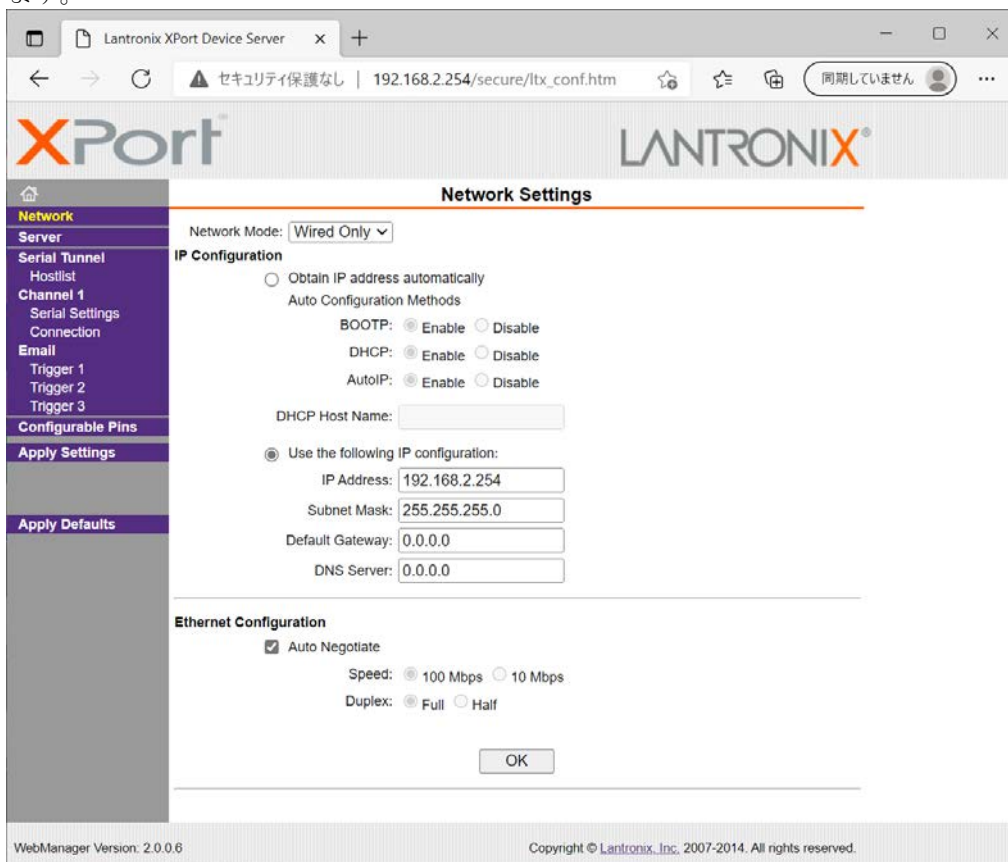 ます。
Lantronix XPort Device Server
セキュリティ保護なし | 192.168.2.254/secure/ltx_conf.htm
同期していません
XPort
LANTRONIX®
Network
Server
Serial Tunnel
Hostlist
Channel 1
Serial Settings
Connection
Email
Trigger 1
Trigger 2
Trigger 3
Configurable Pins
Apply Settings
Apply Defaults
Network Settings
Network Mode: Wired Only
IP Configuration
Obtain IP address automatically
Auto Configuration Methods
BOOTP: Enable Disable
DHCP: Enable Disable
AutoIP: Enable Disable
DHCP Host Name:
Use the following IP configuration:
IP Address: 192.168.2.254
Subnet Mask: 255.255.255.0
Default Gateway: 0.0.0.0
DNS Server: 0.0.0.0
Ethernet Configuration
Auto Negotiate
Speed: 100 Mbps 10 Mbps
Duplex: Full Half
OK
WebManager Version: 2.0.0.6
Copyright © Lantronix, Inc. 2007-2014. All rights reserved.